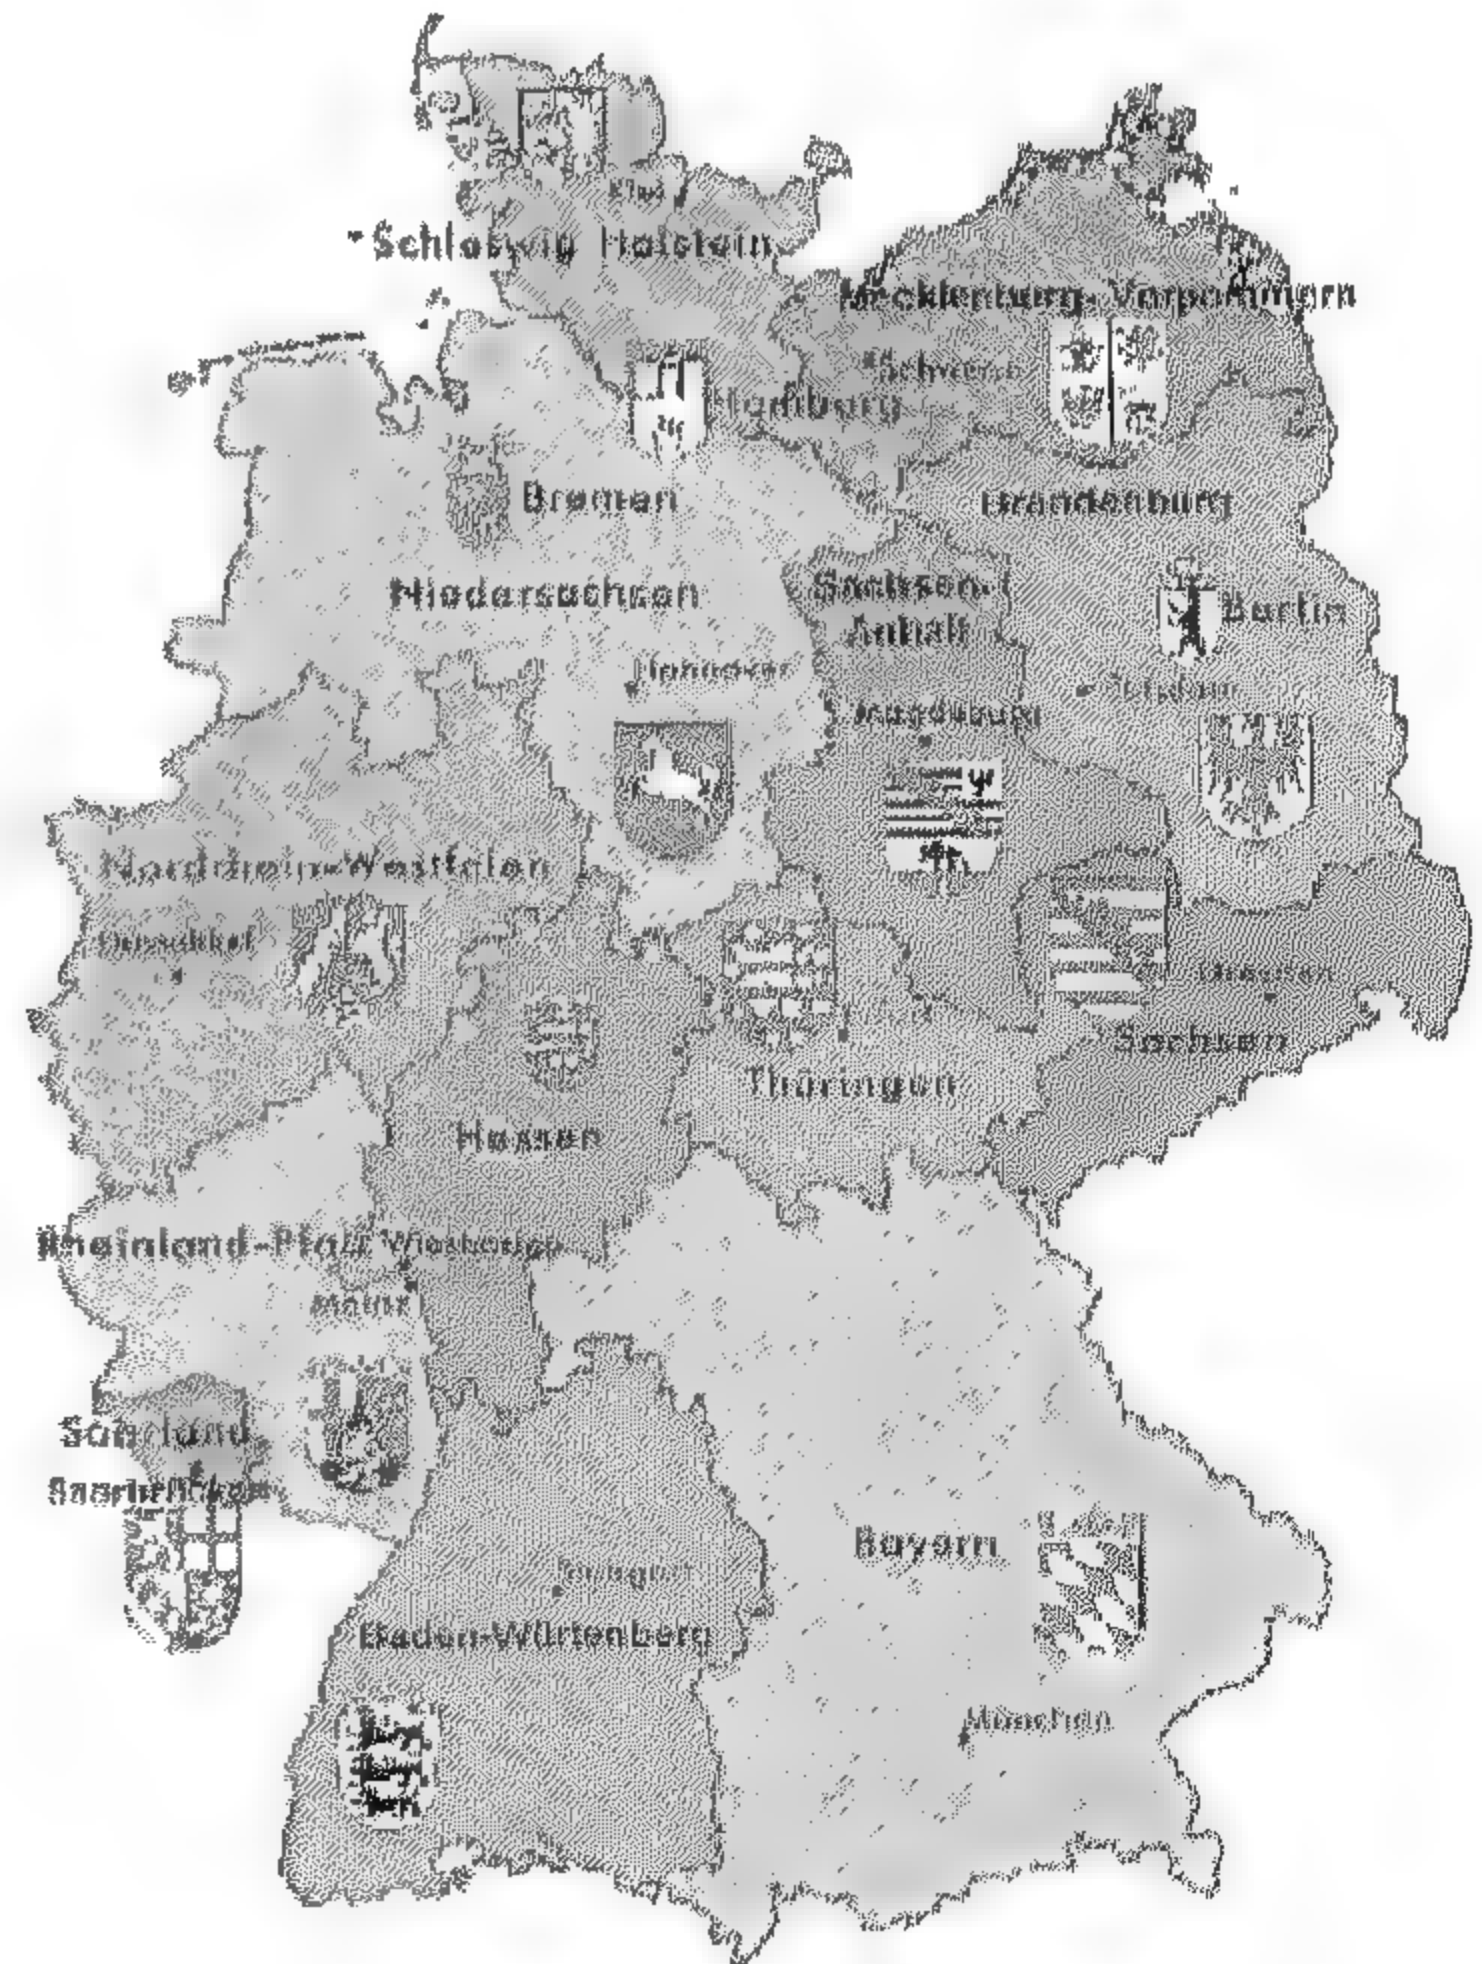 Kiel
Schleswig Holstein
Mecklenburg-Vorpommern
Schwerin
Hamburg
Bremen
Brandenburg
Niedersachsen
Sachsen-
Anhalt
Berlin
Hannover
Potsdam
Magdeburg
Nordrhein-Westfalen
Düsseldorf
Dresden
Sachsen
Thüringen
Hessen
Rheinland-Pfalz
Wiesbaden
Mainz
Saarland
Saarbrücken
Bayern
Stuttgart
Baden-Würtenberg
München